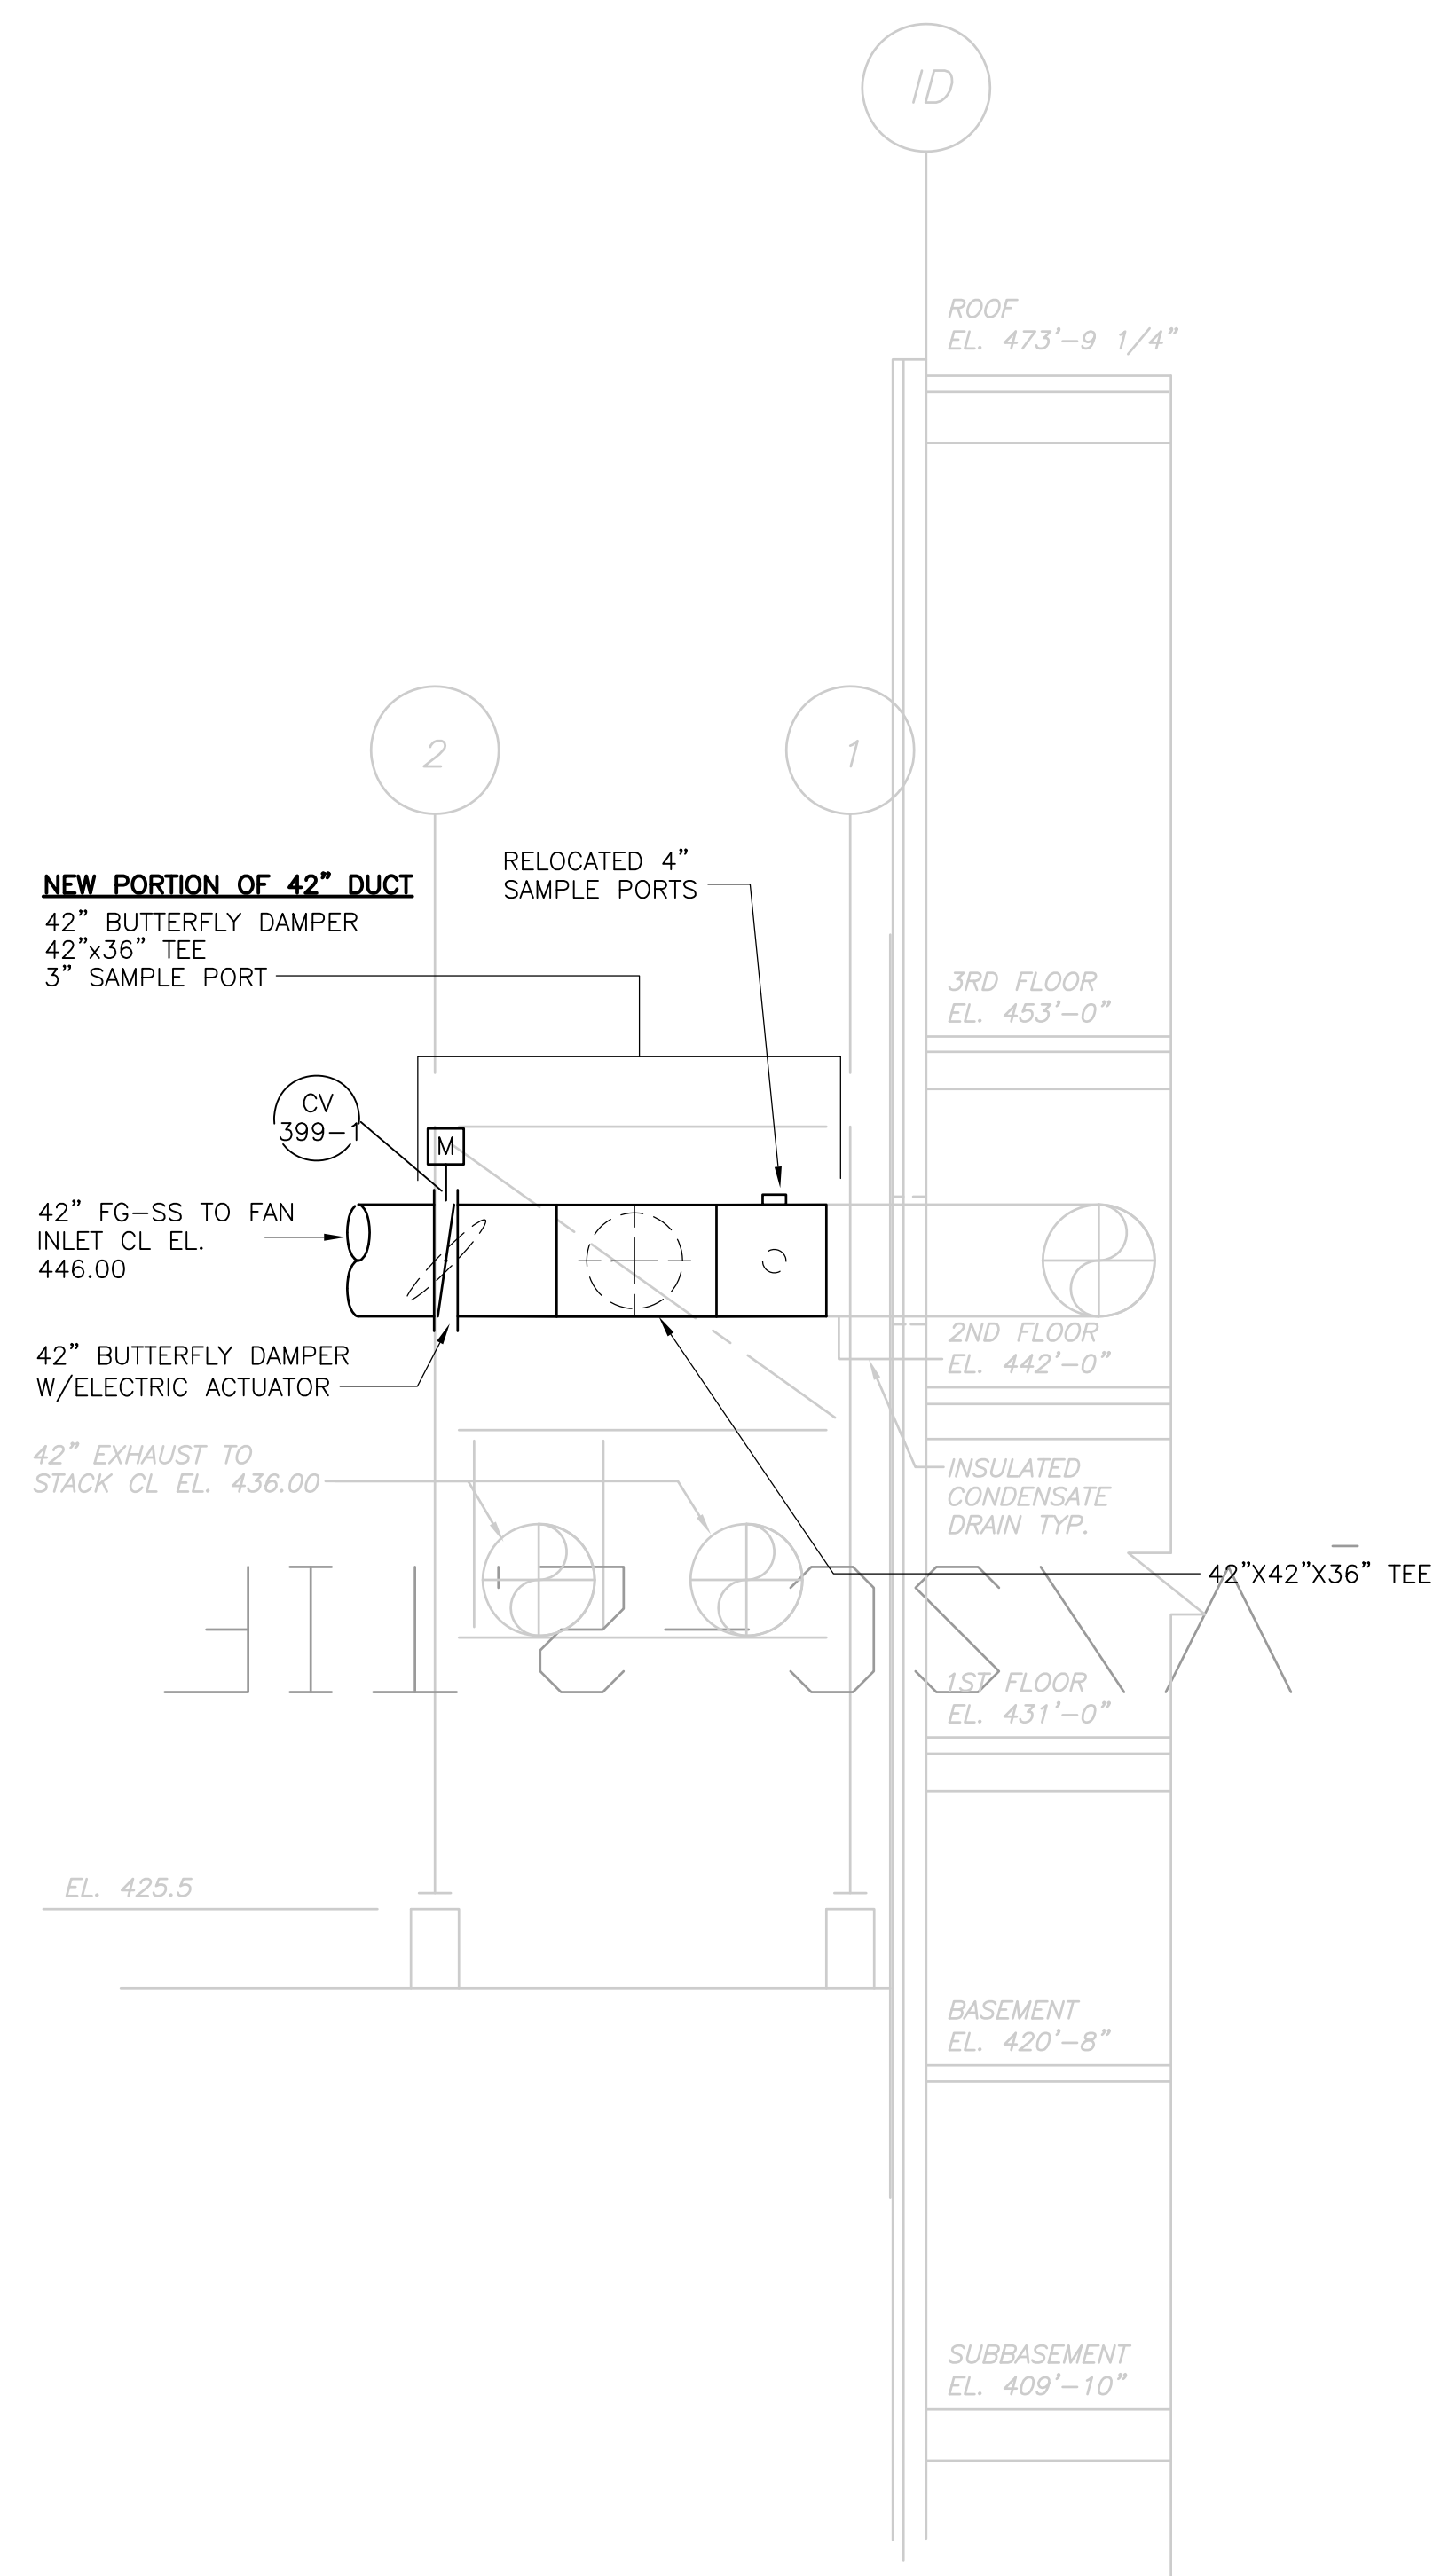 ID
ROOF
EL. 473'-9 1/4"
2
1
NEW PORTION OF 42" DUCT
42" BUTTERFLY DAMPER
42"x36" TEE
3" SAMPLE PORT
RELOCATED 4"
SAMPLE PORTS
3RD FLOOR
EL. 453'-0"
CV
399-1
M
42" FG-SS TO FAN
INLET CL EL.
446.00
2ND FLOOR
EL. 442'-0"
42" BUTTERFLY DAMPER
W/ELECTRIC ACTUATOR
42" EXHAUST TO
STACK CL EL. 436.00
INSULATED
CONDENSATE
DRAIN TYP.
42"X42"X36" TEE
1ST FLOOR
EL. 431'-0"
EL. 425.5
BASEMENT
EL. 420'-8"
SUBBASEMENT
EL. 409'-10"